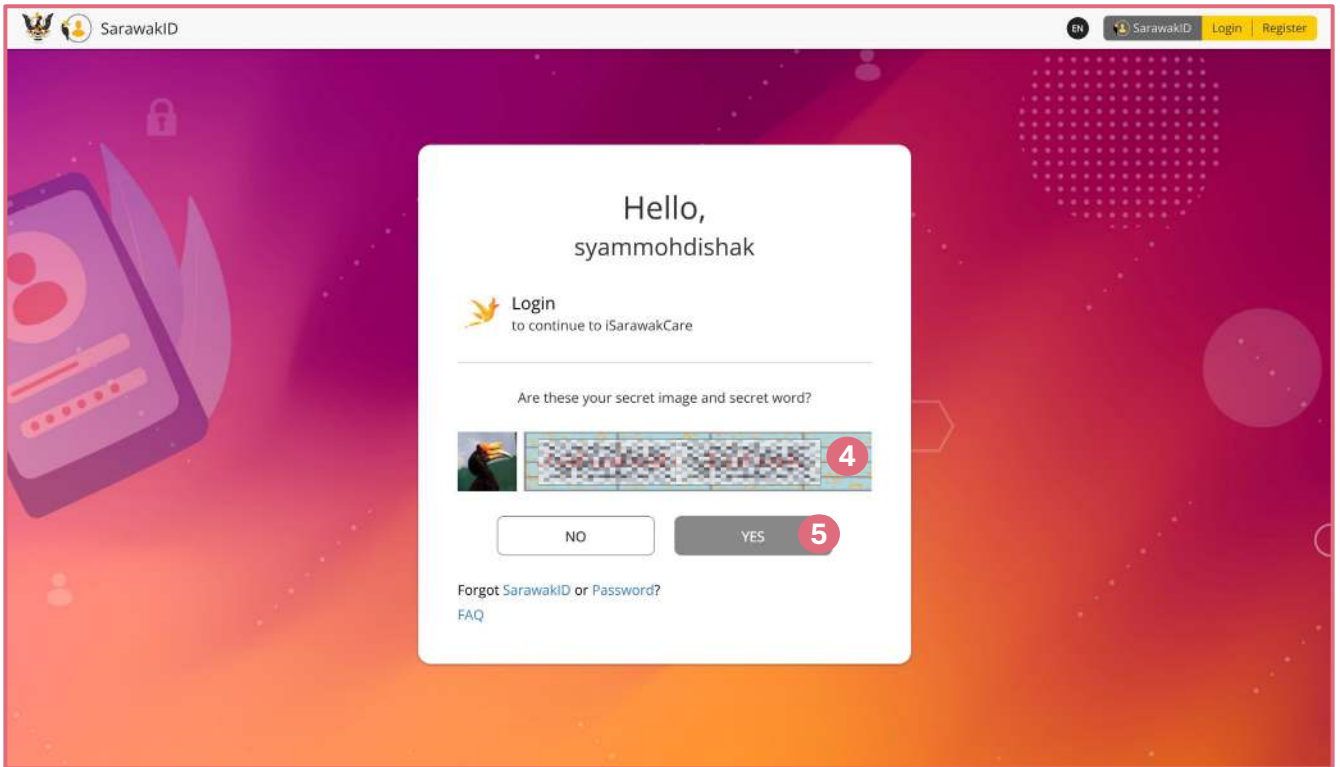 SarawakID
EN SarawakID Login Register
Hello,
syammohdishak
Login
to continue to iSarawakCare
Are these your secret image and secret word?
4
NO YES 5
Forgot SarawakID or Password?
FAQ